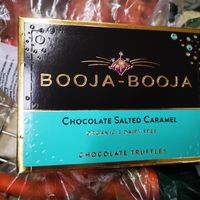 BOOJA-BOOJA
CHOCOLATE SALTED CARAMEL
ORGANIC & DAIRY-FREE
CHOCOLATE TRUFFLES